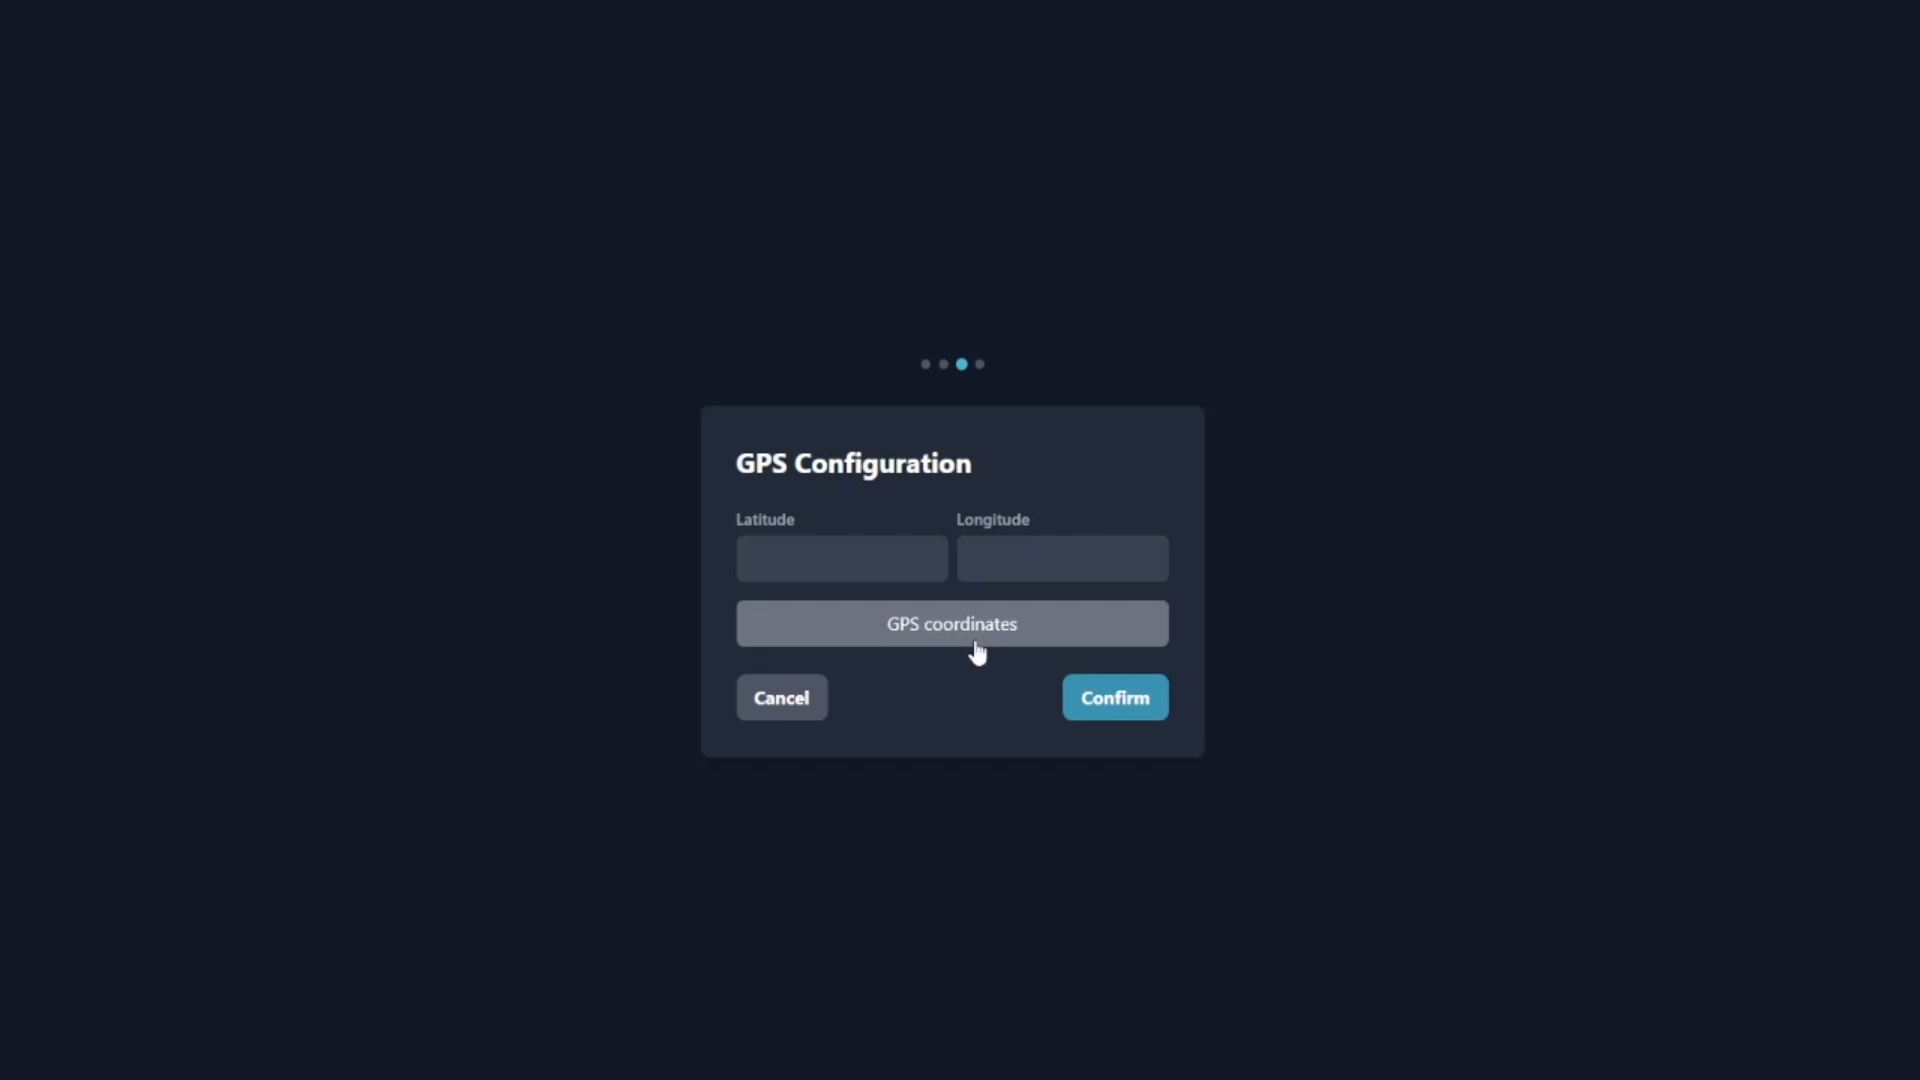 GPS Configuration
Latitude Longitude
GPS coordinates
Cancel Confirm